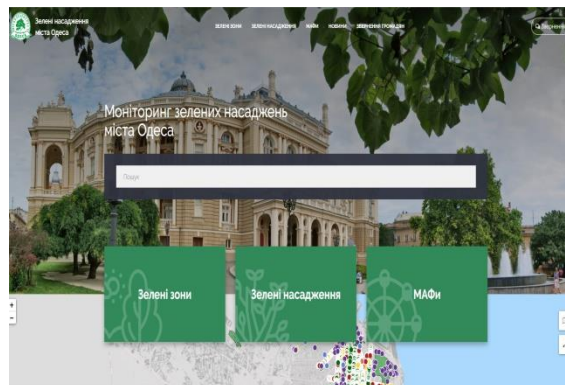 Зелені насадження
міста Одеса
ЗЕЛЕНІ ЗОНИ ЗЕЛЕНІ НАСАДЖЕННЯ МАФИ НОВИНИ ЗВЕРНЕННЯ ГРОМАДЯН
Моніторинг зелених насаджень
міста Одеса
Пошук
Зелені зони
Зелені насадження
МАФи
+
-